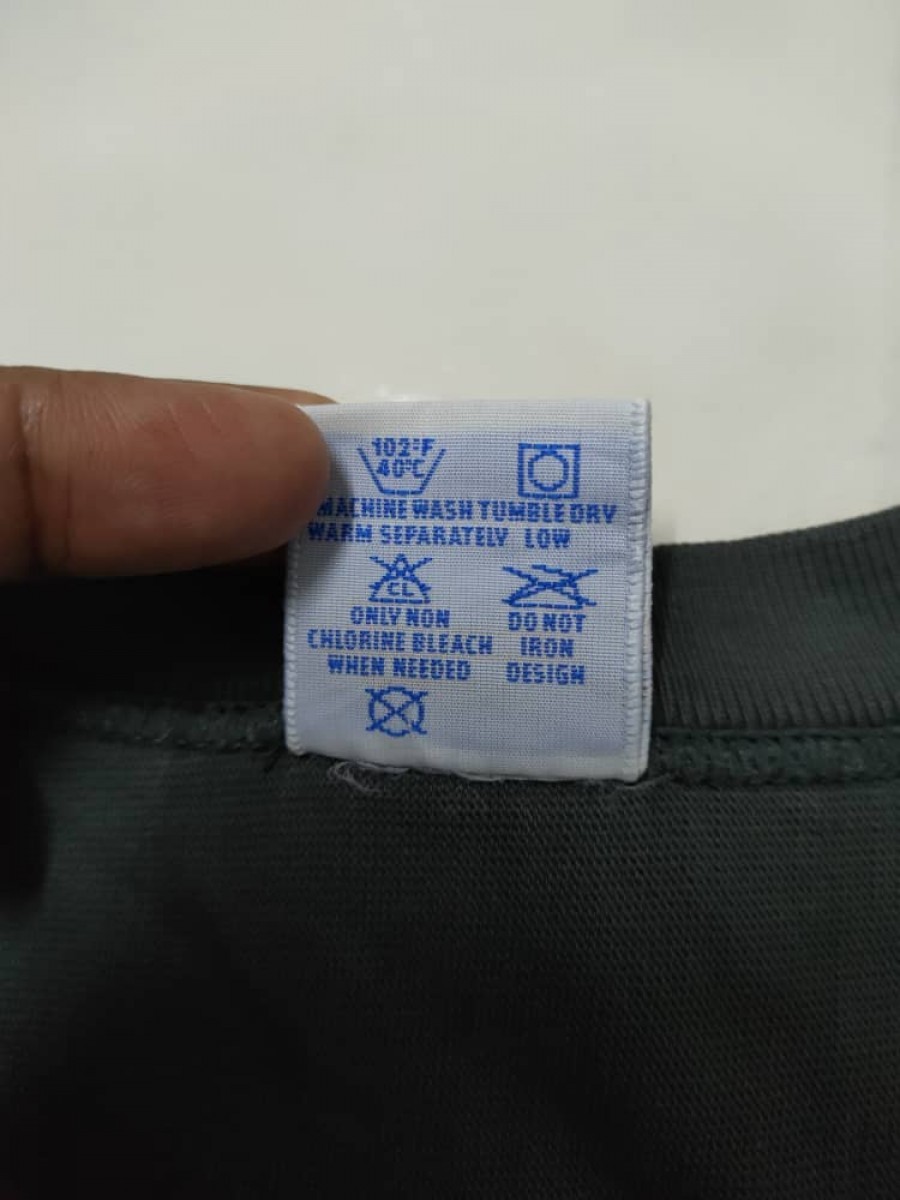 102°F
40°C
MACHINE WASH TUMBLE DRY
WARM SEPARATELY LOW
CL
ONLY NON
CHLORINE BLEACH
WHEN NEEDED
DO NOT
IRON
DESIGN